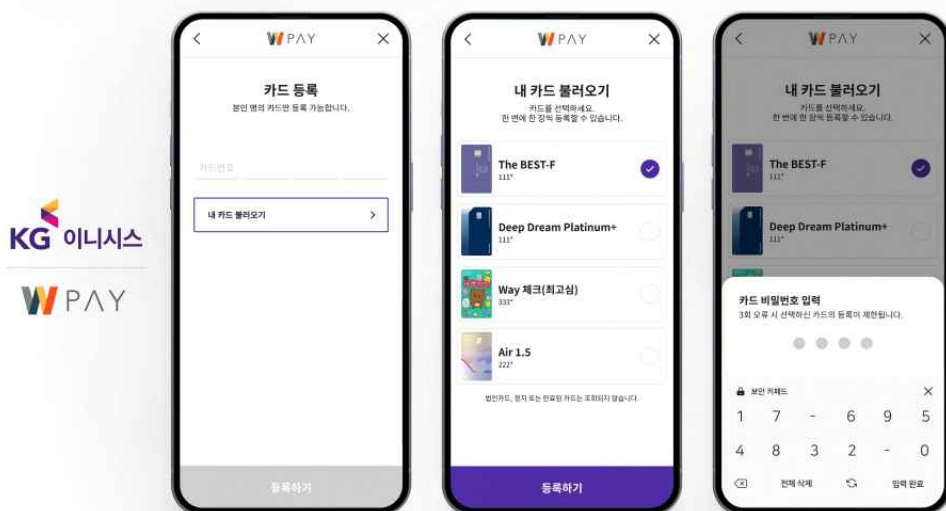 KG 이니시스
WPAY
WPAY
카드 등록
본인 명의 카드만 등록 가능합니다.
카드번호
내 카드 불러오기
등록하기
WPAY
내 카드 불러오기
카드를 선택하세요.
한 번에 한 장씩 등록할 수 있습니다.
The BEST-F
111*
Deep Dream Platinum+
111*
Way 체크(최고심)
333*
Air 1.5
222*
법인카드, 정지 또는 만료된 카드는 조회되지 않습니다.
등록하기
WPAY
내 카드 불러오기
카드를 선택하세요.
한 번에 한 장씩 등록할 수 있습니다.
The BEST-F
111*
Deep Dream Platinum+
111*
카드 비밀번호 입력
3회 오류 시 선택하신 카드의 등록이 제한됩니다.
보안 키패드
1 7 - 6 9 5
4 8 3 2 - 0
전체 삭제 입력 완료